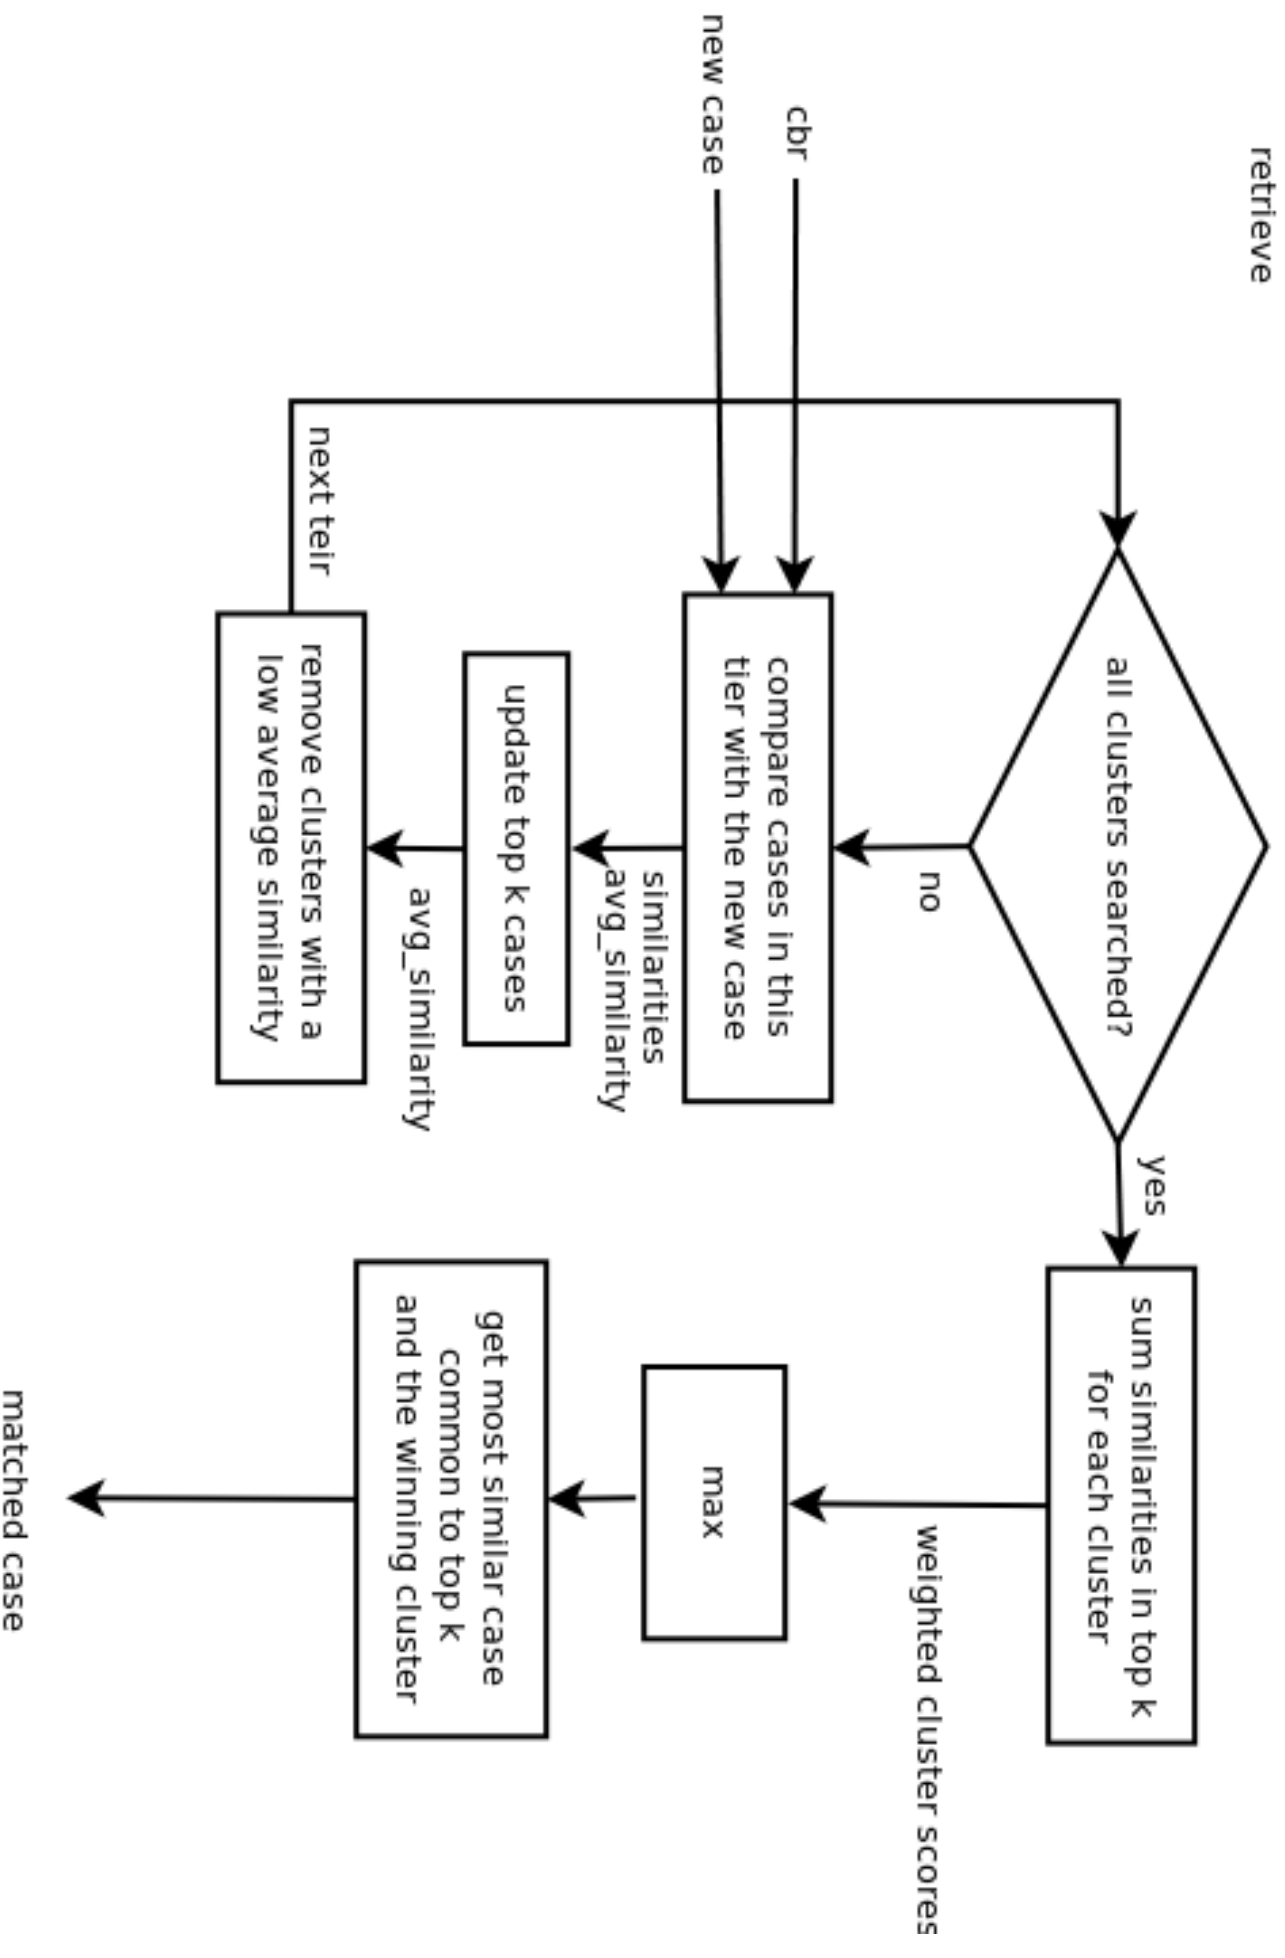 retrieve
all clusters searched?
yes
sum similarities in top k
for each cluster
no
weighted cluster scores
cbr
new case
compare cases in this
tier with the new case
max
similarities
avg_similarity
update top k cases
get most similar case
common to top k
and the winning cluster
avg_similarity
next teir
remove clusters with a
low average similarity
matched case